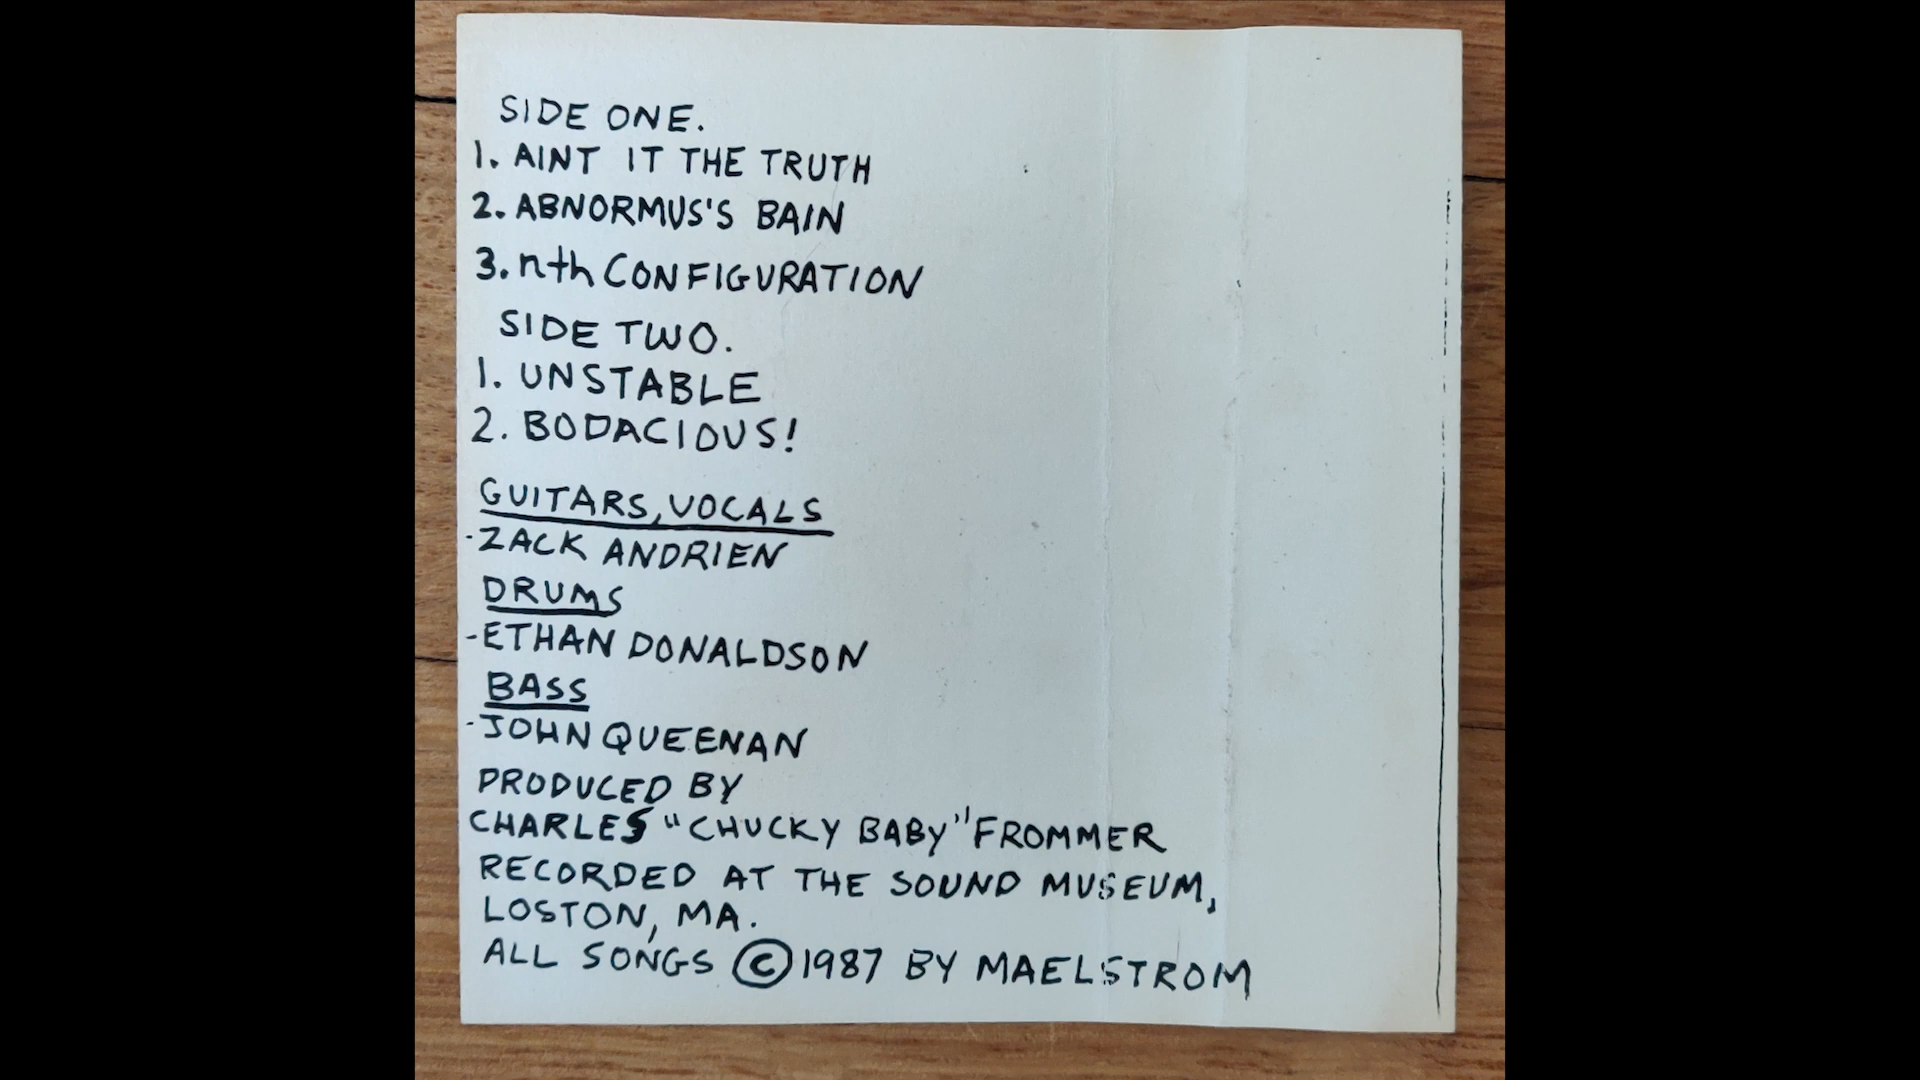 SIDE ONE.
1. AINT IT THE TRUTH
2. ABNORMUS'S BAIN
3. nth CONFIGURATION
SIDE TWO.
1. UNSTABLE
2. BODACIOUS!
GUITARS, VOCALS
-ZACK ANDRIEN
DRUMS
-ETHAN DONALDSON
BASS
-JOHN QUEENAN
PRODUCED BY
CHARLES "CHUCKY BABY" FROMMER
RECORDED AT THE SOUND MUSEUM,
LOSTON, MA.
ALL SONGS © 1987 BY MAELSTROM